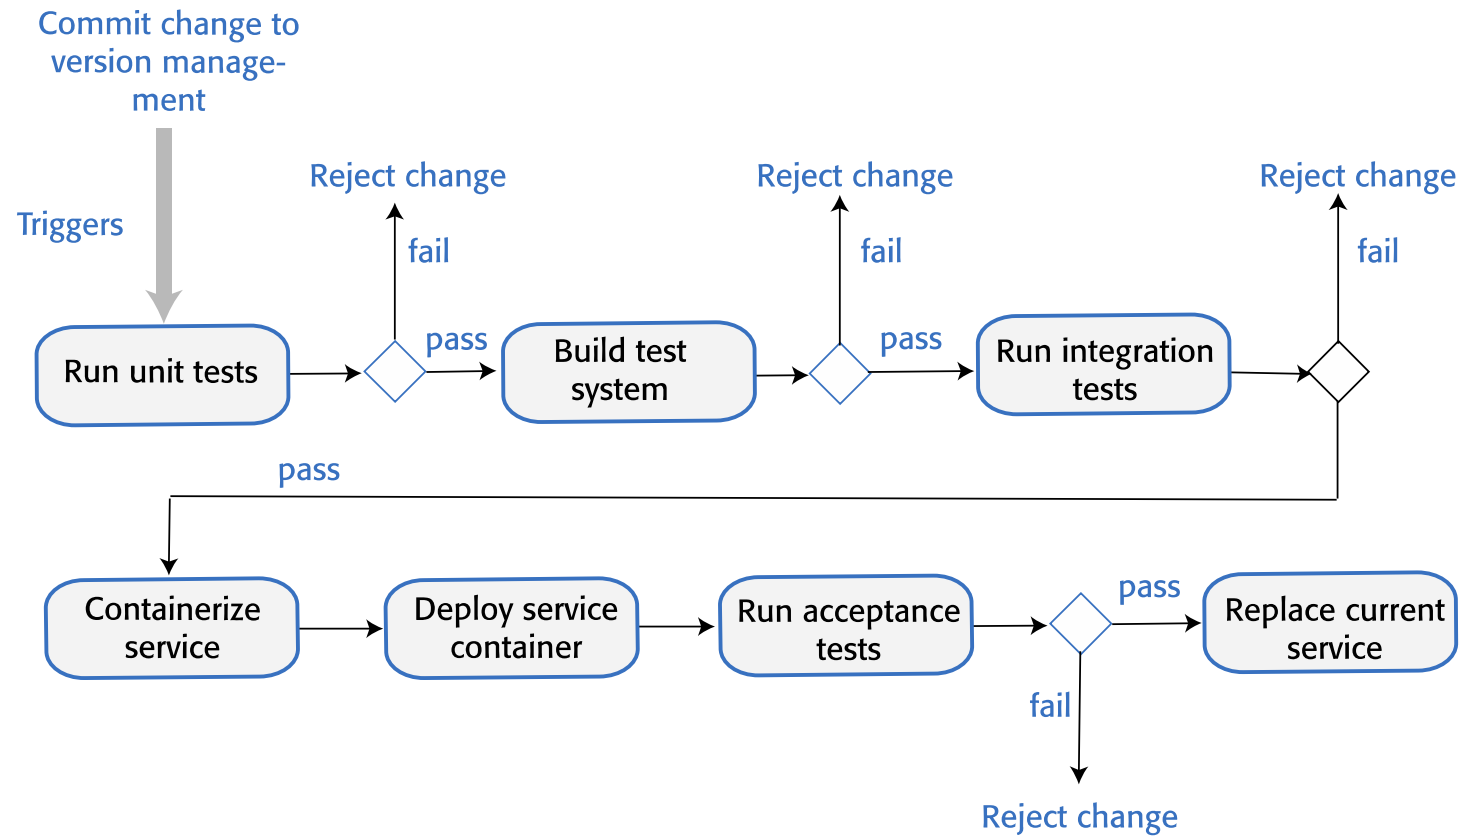 Commit change to
version manage-
ment
Triggers
Reject change
fail
Reject change
fail
Reject change
fail
Run unit tests
pass
Build test
system
pass
Run integration
tests
pass
Containerize
service
Deploy service
container
Run acceptance
tests
pass
Replace current
service
fail
Reject change